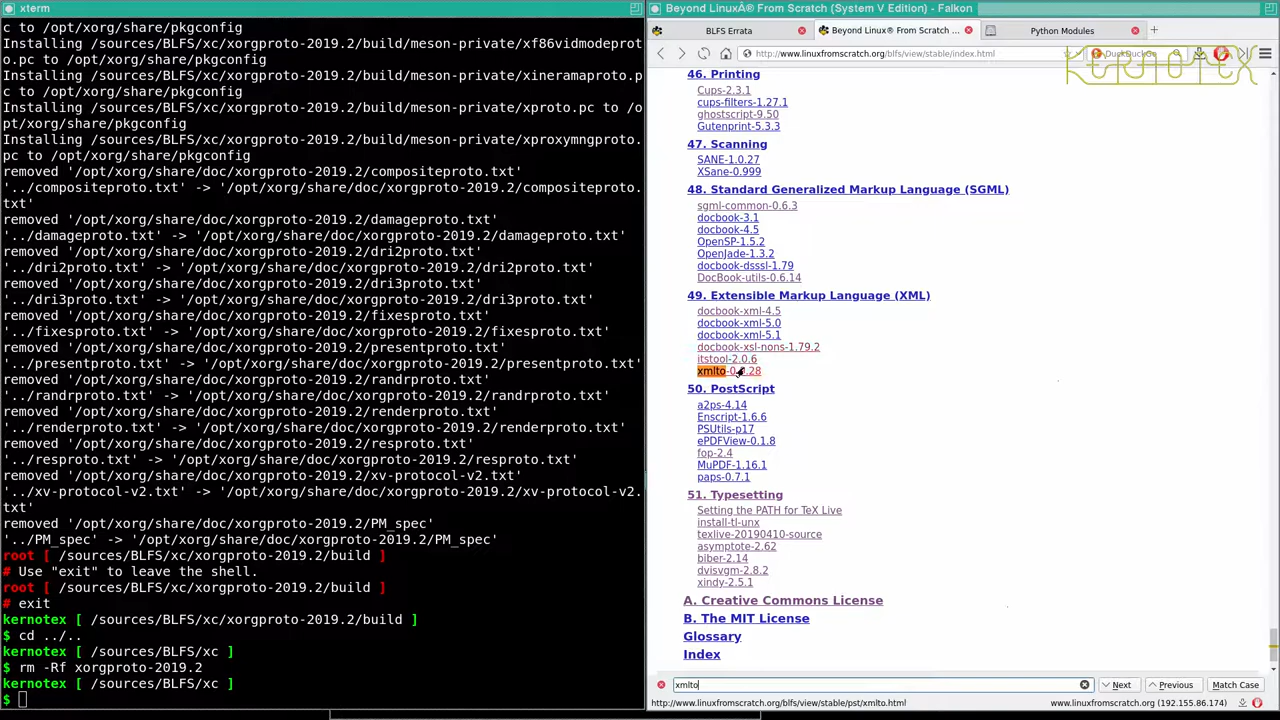 xterm
c to /opt/xorg/share/pkgconfig
Installing /sources/BLFS/xc/xorgproto-2019.2/build/meson-private/xf86vidmodeprot
o.pc to /opt/xorg/share/pkgconfig
Installing /sources/BLFS/xc/xorgproto-2019.2/build/meson-private/xineramaproto.p
c to /opt/xorg/share/pkgconfig
Installing /sources/BLFS/xc/xorgproto-2019.2/build/meson-private/xproto.pc to /o
pt/xorg/share/pkgconfig
Installing /sources/BLFS/xc/xorgproto-2019.2/build/meson-private/xproxymngproto.
pc to /opt/xorg/share/pkgconfig
removed '/opt/xorg/share/doc/xorgproto-2019.2/compositeproto.txt'
'../compositeproto.txt' -> '/opt/xorg/share/doc/xorgproto-2019.2/compositeproto.
txt'
removed '/opt/xorg/share/doc/xorgproto-2019.2/damageproto.txt'
'../damageproto.txt' -> '/opt/xorg/share/doc/xorgproto-2019.2/damageproto.txt'
removed '/opt/xorg/share/doc/xorgproto-2019.2/dri2proto.txt'
'../dri2proto.txt' -> '/opt/xorg/share/doc/xorgproto-2019.2/dri2proto.txt'
removed '/opt/xorg/share/doc/xorgproto-2019.2/dri3proto.txt'
'../dri3proto.txt' -> '/opt/xorg/share/doc/xorgproto-2019.2/dri3proto.txt'
removed '/opt/xorg/share/doc/xorgproto-2019.2/fixesproto.txt'
'../fixesproto.txt' -> '/opt/xorg/share/doc/xorgproto-2019.2/fixesproto.txt'
removed '/opt/xorg/share/doc/xorgproto-2019.2/presentproto.txt'
'../presentproto.txt' -> '/opt/xorg/share/doc/xorgproto-2019.2/presentproto.txt'
removed '/opt/xorg/share/doc/xorgproto-2019.2/randrproto.txt'
'../randrproto.txt' -> '/opt/xorg/share/doc/xorgproto-2019.2/randrproto.txt'
removed '/opt/xorg/share/doc/xorgproto-2019.2/renderproto.txt'
'../renderproto.txt' -> '/opt/xorg/share/doc/xorgproto-2019.2/renderproto.txt'
removed '/opt/xorg/share/doc/xorgproto-2019.2/resproto.txt'
'../resproto.txt' -> '/opt/xorg/share/doc/xorgproto-2019.2/resproto.txt'
removed '/opt/xorg/share/doc/xorgproto-2019.2/xv-protocol-v2.txt'
'../xv-protocol-v2.txt' -> '/opt/xorg/share/doc/xorgproto-2019.2/xv-protocol-v2.
txt'
removed '/opt/xorg/share/doc/xorgproto-2019.2/PM_spec'
'../PM_spec' -> '/opt/xorg/share/doc/xorgproto-2019.2/PM_spec'
root [ /sources/BLFS/xc/xorgproto-2019.2/build ]
# Use "exit" to leave the shell.
root [ /sources/BLFS/xc/xorgproto-2019.2/build ]
# exit
kernotex [ /sources/BLFS/xc/xorgproto-2019.2/build ]
$ cd ../..
kernotex [ /sources/BLFS/xc ]
$ rm -Rf xorgproto-2019.2
kernotex [ /sources/BLFS/xc ]
$
Beyond LinuxÂ® From Scratch (System V Edition) - Falkon
BLFS Errata
Beyond Linux® From Scratch ...
Python Modules
http://www.linuxfromscratch.org/blfs/view/stable/index.html
DuckDuckGo
KERNOTEX
46. Printing
Cups-2.3.1
cups-filters-1.27.1
ghostscript-9.50
Gutenprint-5.3.3
47. Scanning
SANE-1.0.27
XSane-0.999
48. Standard Generalized Markup Language (SGML)
sgml-common-0.6.3
docbook-3.1
docbook-4.5
OpenSP-1.5.2
OpenJade-1.3.2
docbook-dsssl-1.79
DocBook-utils-0.6.14
49. Extensible Markup Language (XML)
docbook-xml-4.5
docbook-xml-5.0
docbook-xml-5.1
docbook-xsl-nons-1.79.2
itstool-2.0.6
xmlto-0.0.28
50. PostScript
a2ps-4.14
Enscript-1.6.6
PSUtils-p17
ePDFView-0.1.8
fop-2.4
MuPDF-1.16.1
paps-0.7.1
51. Typesetting
Setting the PATH for TeX Live
install-tl-unx
texlive-20190410-source
asymptote-2.62
biber-2.14
dvisvgm-2.8.2
xindy-2.5.1
A. Creative Commons License
B. The MIT License
Glossary
Index
xmlto
Next
Previous
Match Case
http://www.linuxfromscratch.org/blfs/view/stable/pst/xmlto.html
www.linuxfromscratch.org (192.155.86.174)